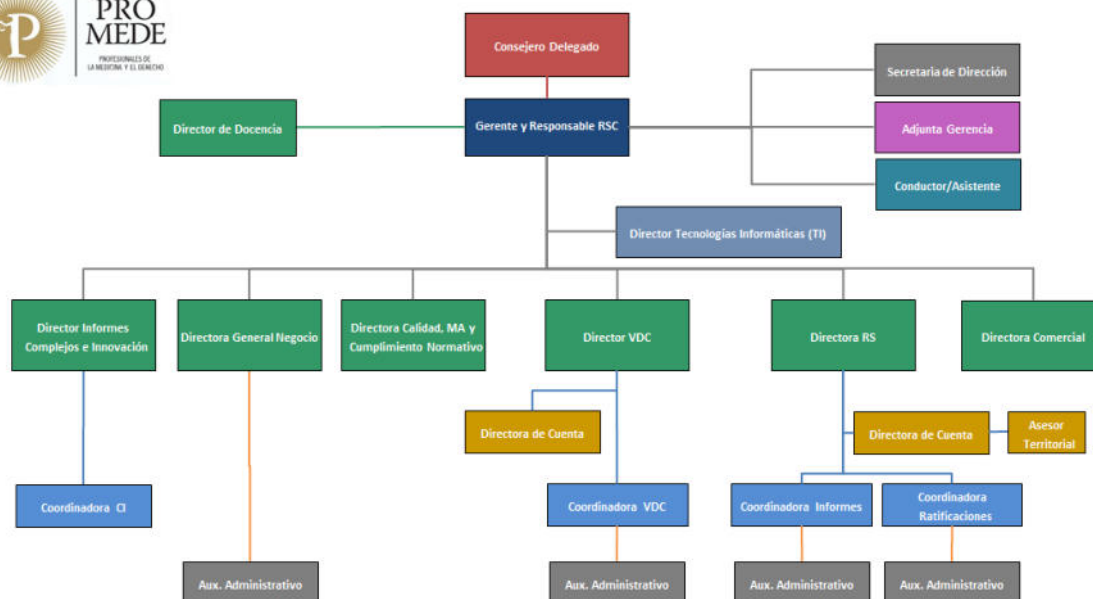 PRO
MEDE
PROFESIONALES DE
LA MEDICINA Y EL DERECHO
Consejero Delegado
Secretaria de Dirección
Director de Docencia
Gerente y Responsable RSC
Adjunta Gerencia
Conductor/Asistente
Director Tecnologías Informáticas (TI)
Director Informes
Complejos e Innovación
Directora General Negocio
Directora Calidad, MA y
Cumplimiento Normativo
Director VDC
Directora RS
Directora Comercial
Directora de Cuenta
Directora de Cuenta
Asesor
Territorial
Coordinadora CI
Coordinadora VDC
Coordinadora Informes
Coordinadora
Ratificaciones
Aux. Administrativo
Aux. Administrativo
Aux. Administrativo
Aux. Administrativo